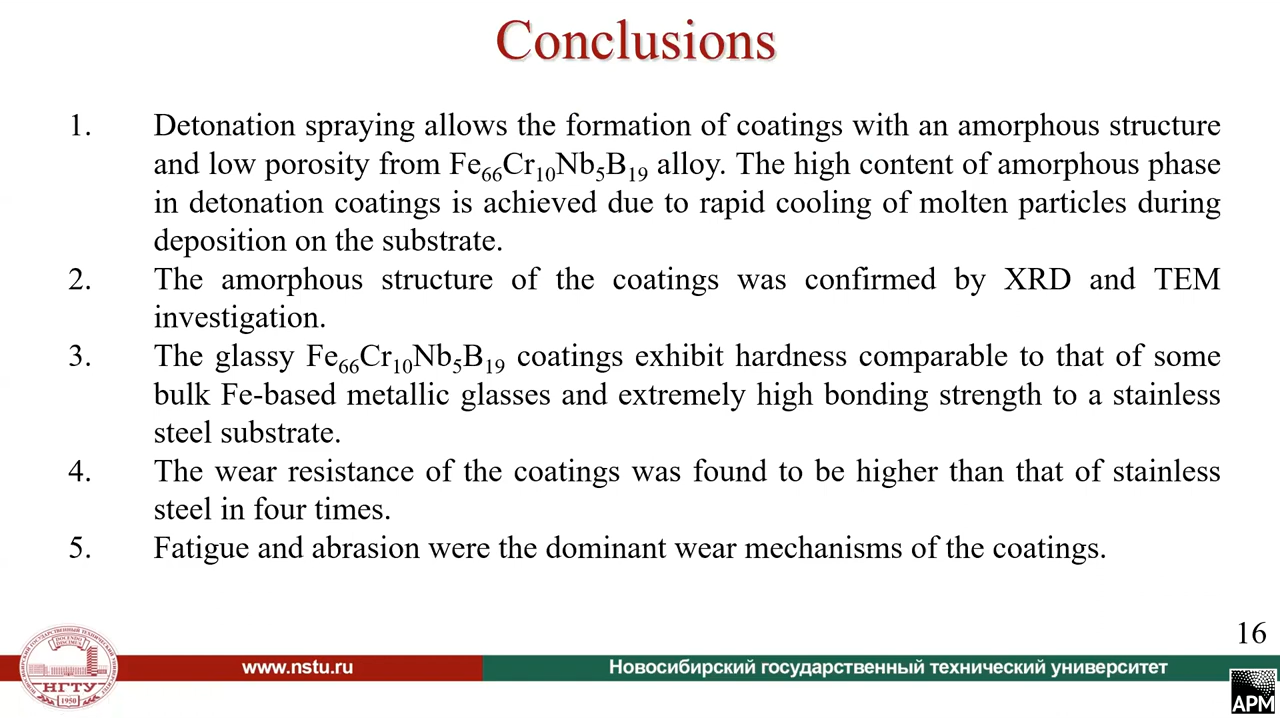 Conclusions
1. Detonation spraying allows the formation of coatings with an amorphous structure
and low porosity from Fe₆₆Cr₁₀Nb₅B₁₉ alloy. The high content of amorphous phase
in detonation coatings is achieved due to rapid cooling of molten particles during
deposition on the substrate.
2. The amorphous structure of the coatings was confirmed by XRD and TEM
investigation.
3. The glassy Fe₆₆Cr₁₀Nb₅B₁₉ coatings exhibit hardness comparable to that of some
bulk Fe-based metallic glasses and extremely high bonding strength to a stainless
steel substrate.
4. The wear resistance of the coatings was found to be higher than that of stainless
steel in four times.
5. Fatigue and abrasion were the dominant wear mechanisms of the coatings.
16
DOCENDO
DISCIMUS
НГТУ
1950
www.nstu.ru
Новосибирский государственный технический университет
APM